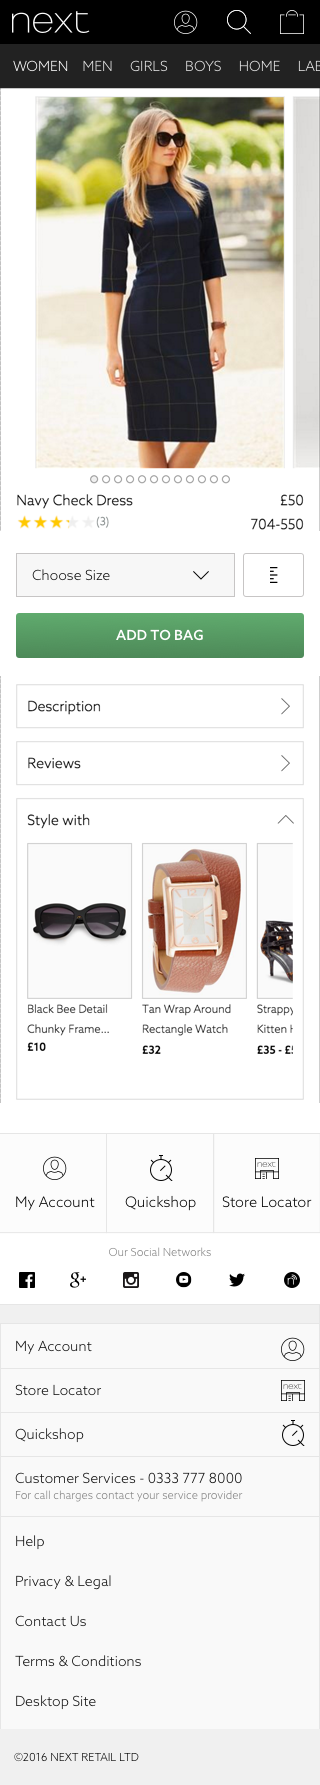 next
WOMEN MEN GIRLS BOYS HOME LAB
Navy Check Dress £50
(3) 704-550
Choose Size
ADD TO BAG
Description
Reviews
Style with
Black Bee Detail
Chunky Frame...
£10
Tan Wrap Around
Rectangle Watch
£32
Strappy
Kitten H
£35 - £5
My Account Quickshop Store Locator
Our Social Networks
My Account
Store Locator
Quickshop
Customer Services - 0333 777 8000
For call charges contact your service provider
Help
Privacy & Legal
Contact Us
Terms & Conditions
Desktop Site
©2016 NEXT RETAIL LTD